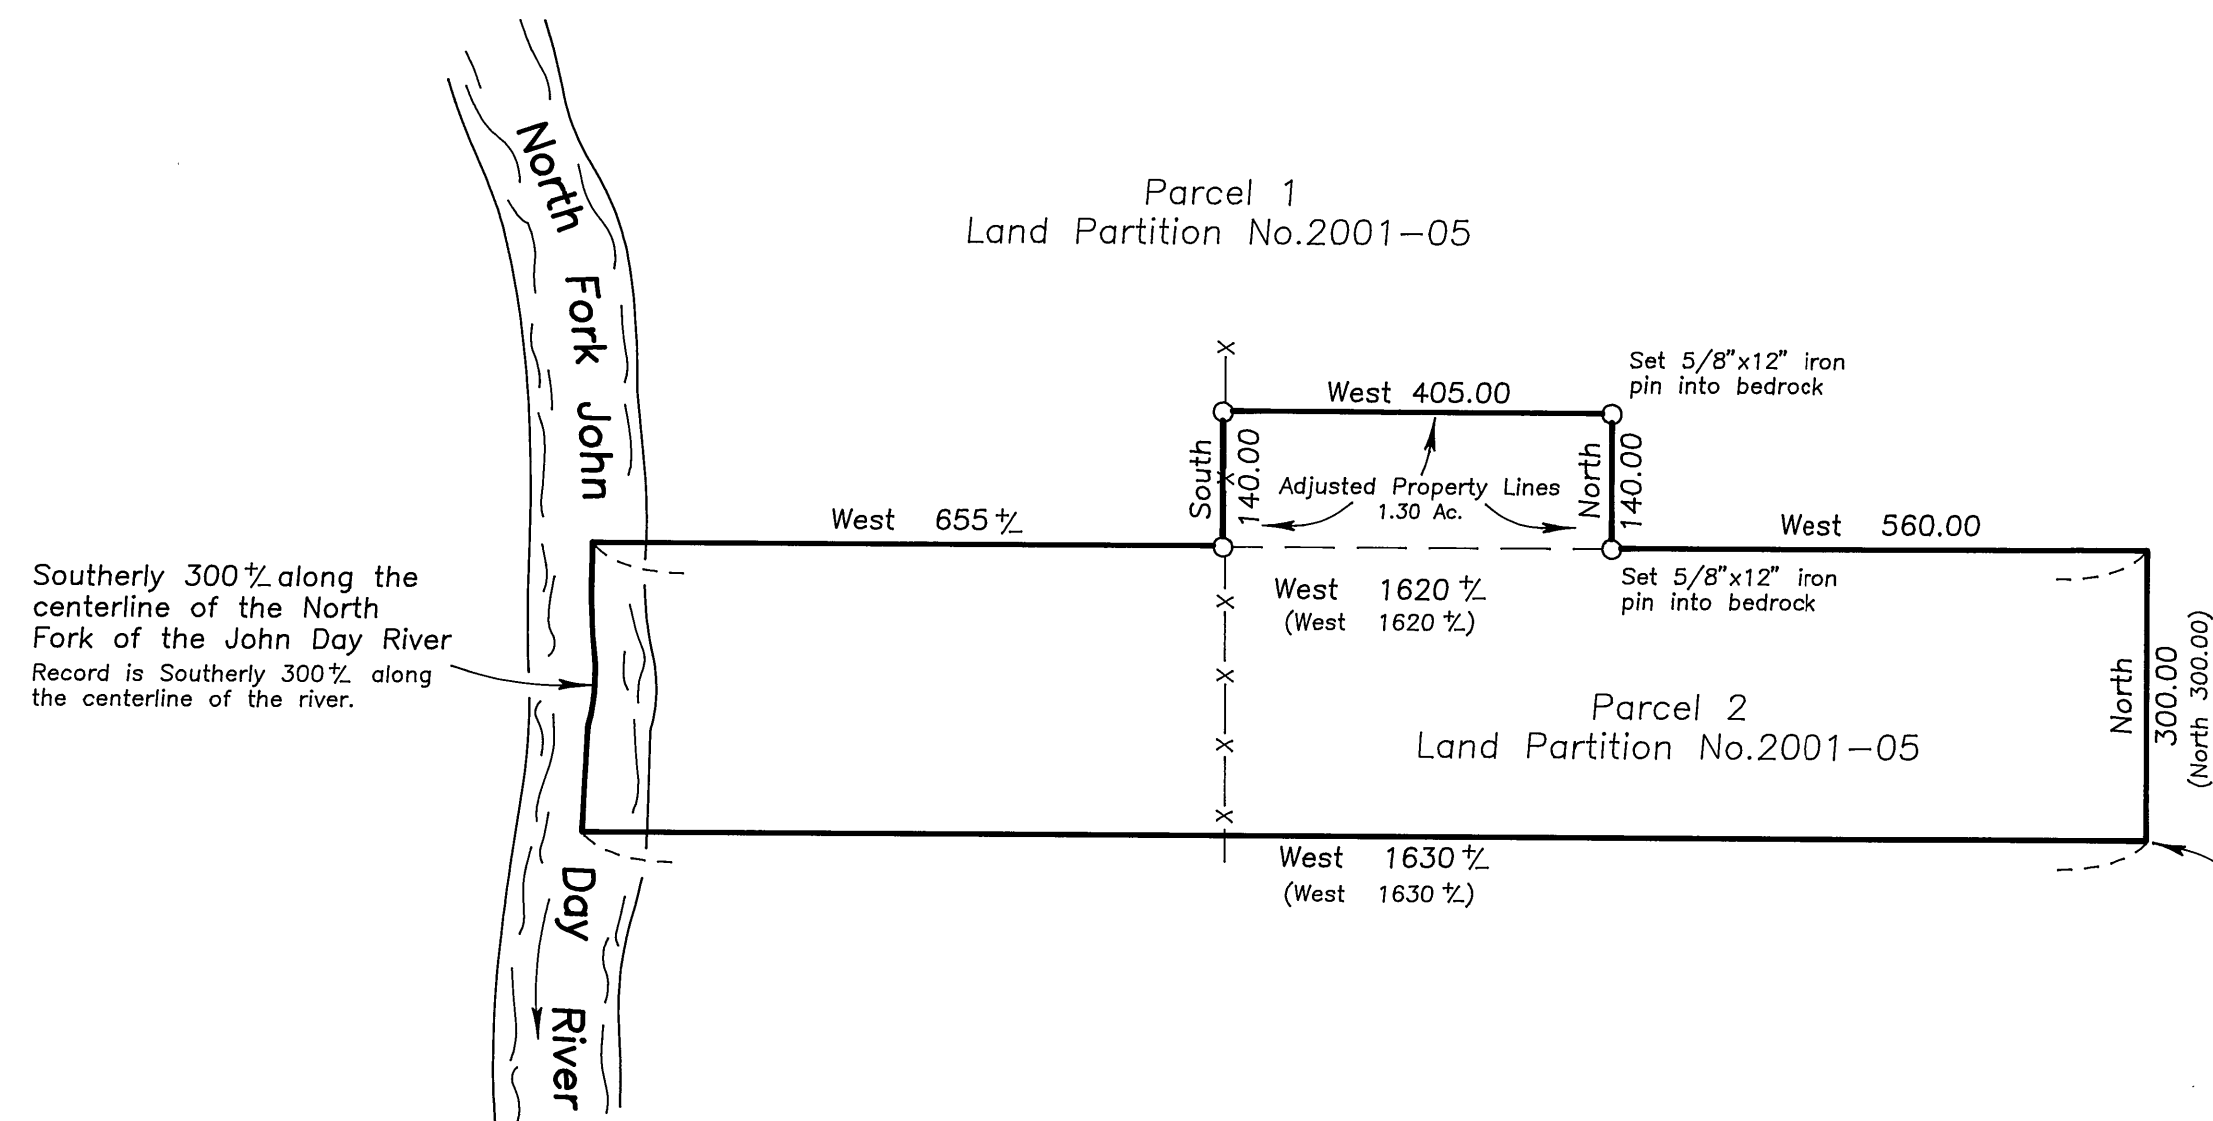 North Fork John Day River
Parcel 1
Land Partition No.2001-05
Set 5/8"x12" iron
pin into bedrock
West 405.00
South
140.00
Adjusted Property Lines
1.30 Ac.
North
140.00
West 655+/-
West 560.00
Southerly 300+/- along the
centerline of the North
Fork of the John Day River
Record is Southerly 300+/- along
the centerline of the river.
West 1620+/-
(West 1620+/-)
Set 5/8"x12" iron
pin into bedrock
Parcel 2
Land Partition No.2001-05
North
300.00
(North 300.00)
West 1630+/-
(West 1630+/-)
X
X
X
X
X
X